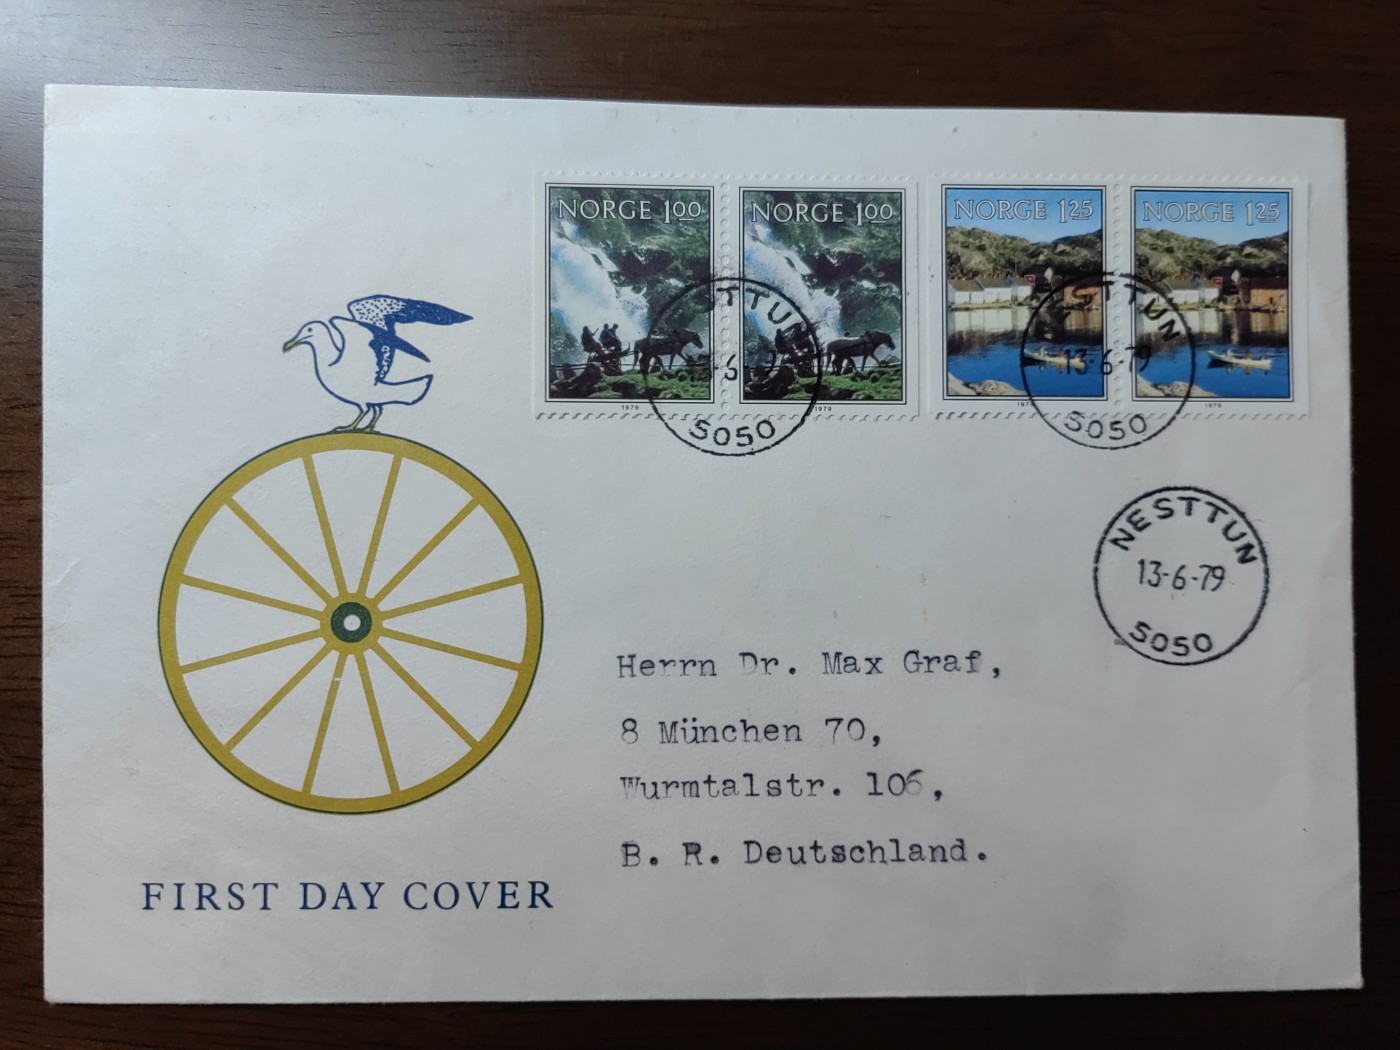 NORGE 1.00
1979
NORGE 1.00
1979
NORGE 1.25
NORGE 1.25
1979
5050
NESTTUN
13-6-79
5050
NESTTUN
13-6-79
5050
Herrn Dr. Max Graf,
8 München 70,
Wurmtalstr. 106,
B. R. Deutschland.
FIRST DAY COVER